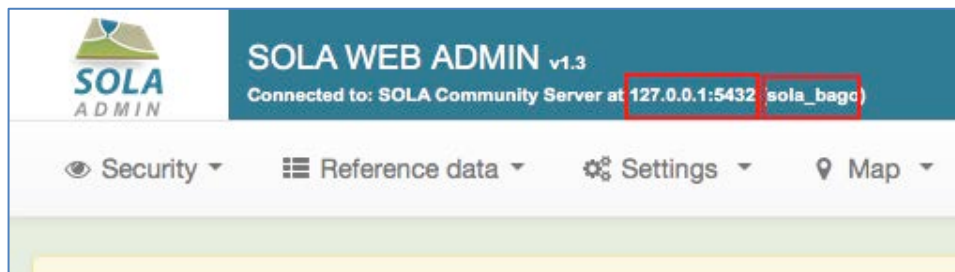 SOLA
ADMIN
SOLA WEB ADMIN v1.3
Connected to: SOLA Community Server at 127.0.0.1:5432 (sola_bago)
Security
Reference data
Settings
Map